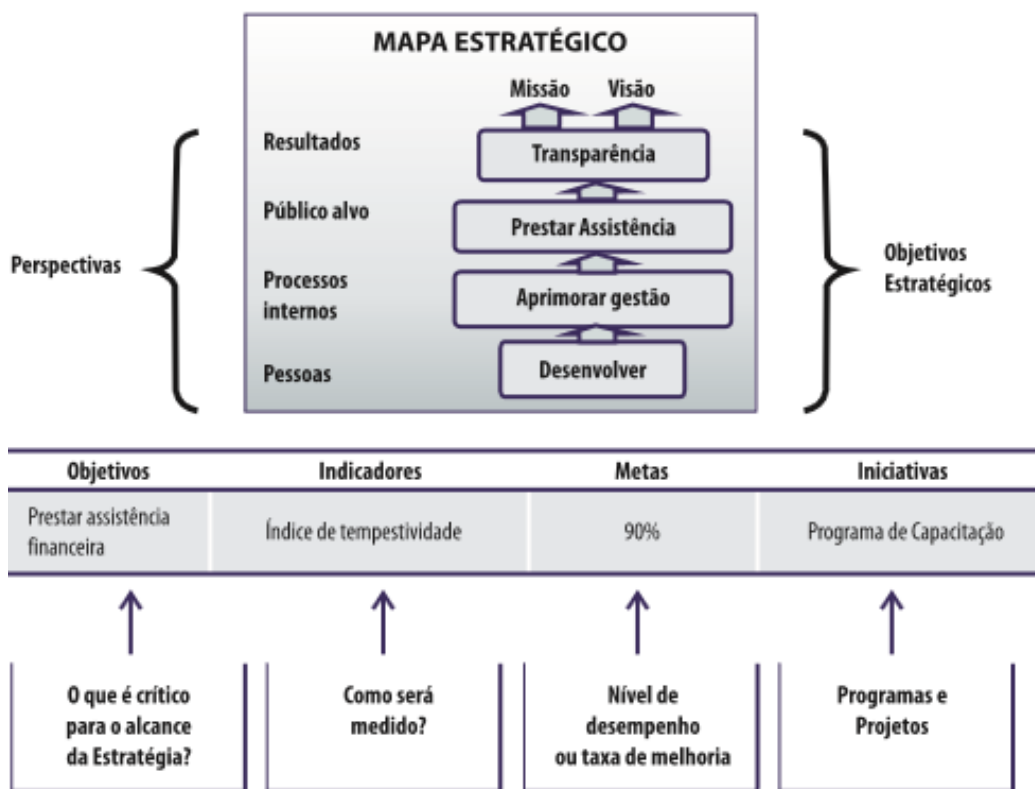 MAPA ESTRATÉGICO
Missão
Visão
Resultados
Transparência
Público alvo
Prestar Assistência
Perspectivas
Processos
internos
Aprimorar gestão
Objetivos
Estratégicos
Pessoas
Desenvolver
Objetivos
Indicadores
Metas
Iniciativas
Prestar assistência
financeira
Índice de tempestividade
90%
Programa de Capacitação
O que é crítico
para o alcance
da Estratégia?
Como será
medido?
Nível de
desempenho
ou taxa de melhoria
Programas e
Projetos